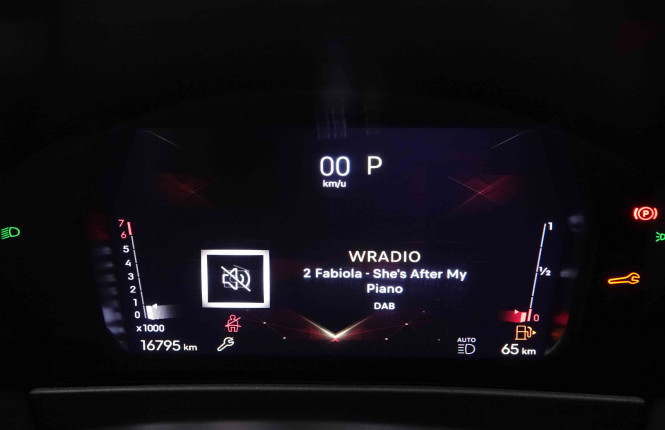 00 P
km/u
7
6
5
4
3
2
1
0
x1000
16795 km
WRADIO
2 Fabiola - She's After My
Piano
DAB
1
1/2
0
AUTO
65 km
P